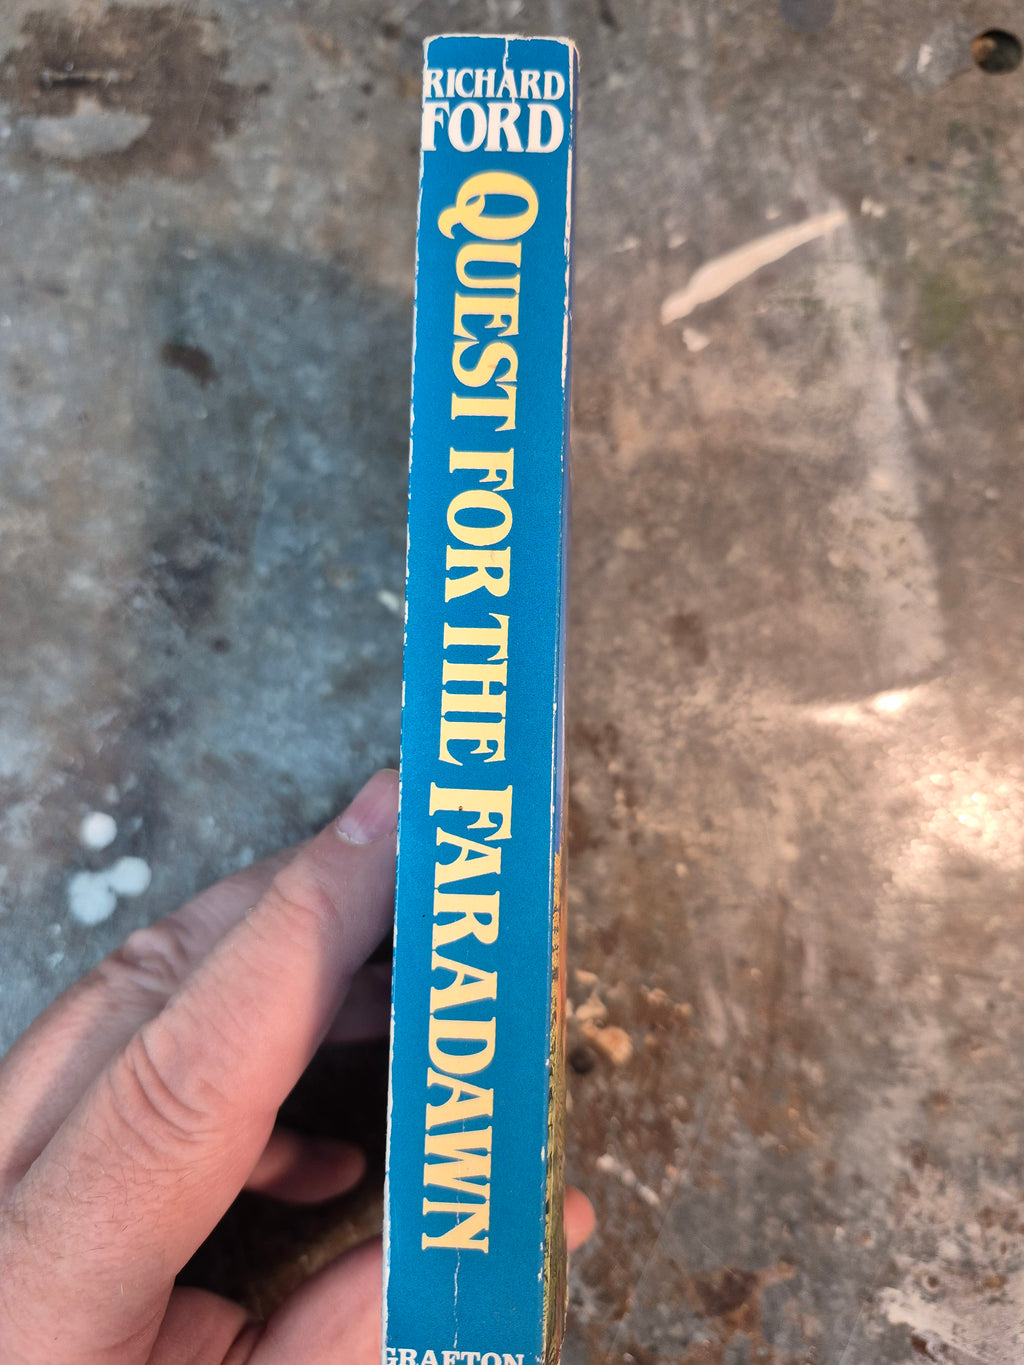 RICHARD
FORD
QUEST FOR THE FARADAWN
GRAFTON